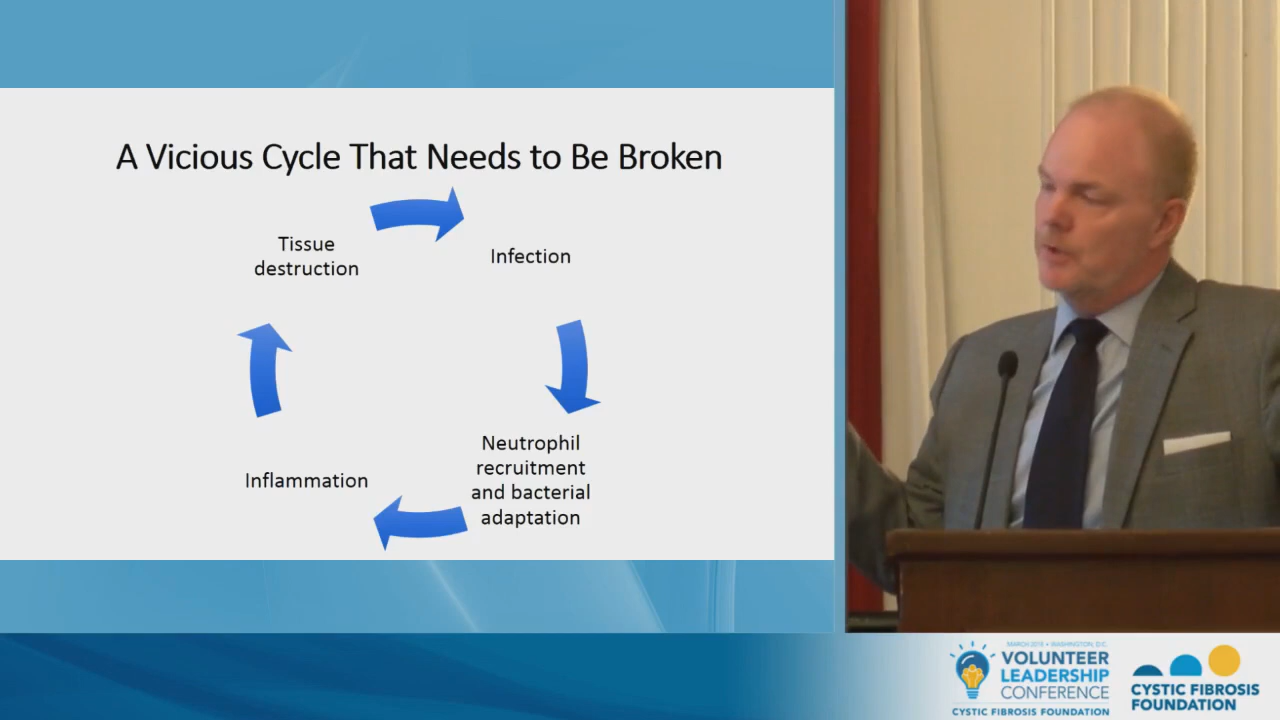 A Vicious Cycle That Needs to Be Broken
Tissue
destruction
Infection
Neutrophil
recruitment
and bacterial
adaptation
Inflammation
WASHINGTON, D.C.
VOLUNTEER
LEADERSHIP
CONFERENCE
CYSTIC FIBROSIS FOUNDATION
CYSTIC FIBROSIS
FOUNDATION